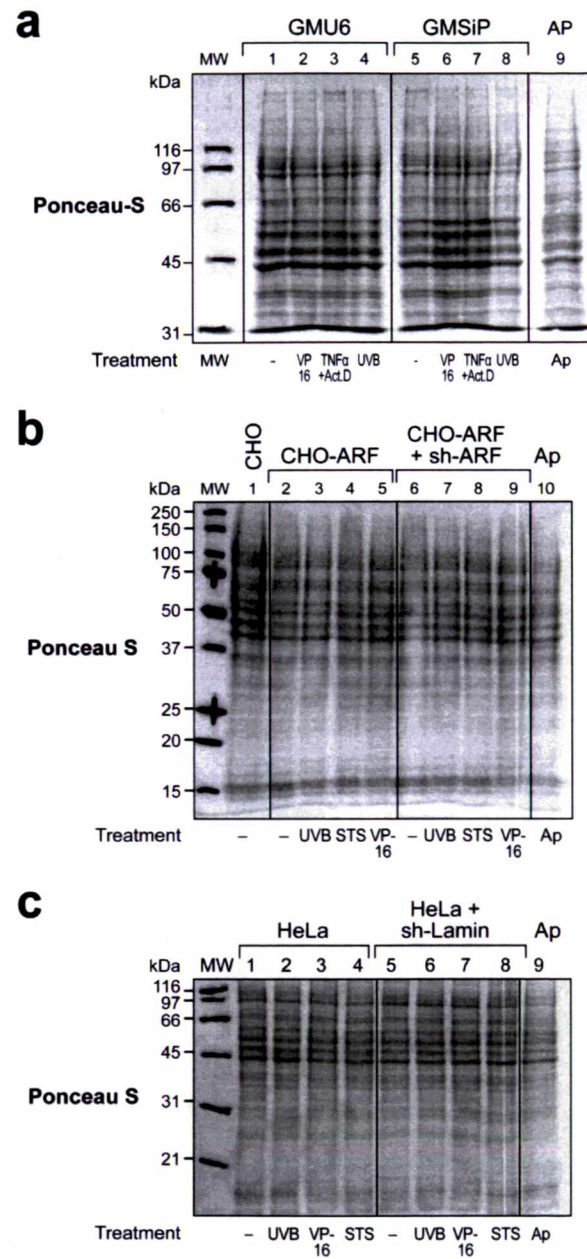 a
GMU6 GMSiP AP
MW 1 2 3 4 5 6 7 8 9
kDa
116
97
66
45
31
Ponceau-S
Treatment MW - VP 16 TNFα +Act.D UVB - VP 16 TNFα +Act.D UVB Ap
b
CHO CHO-ARF CHO-ARF + sh-ARF Ap
kDa MW 1 2 3 4 5 6 7 8 9 10
250
150
100
75
50
37
25
20
15
Ponceau S
Treatment – – UVB STS VP-16 – UVB STS VP-16 Ap
c
HeLa HeLa + sh-Lamin Ap
kDa MW 1 2 3 4 5 6 7 8 9
116
97
66
45
31
21
Ponceau S
Treatment – UVB VP-16 STS – UVB VP-16 STS Ap